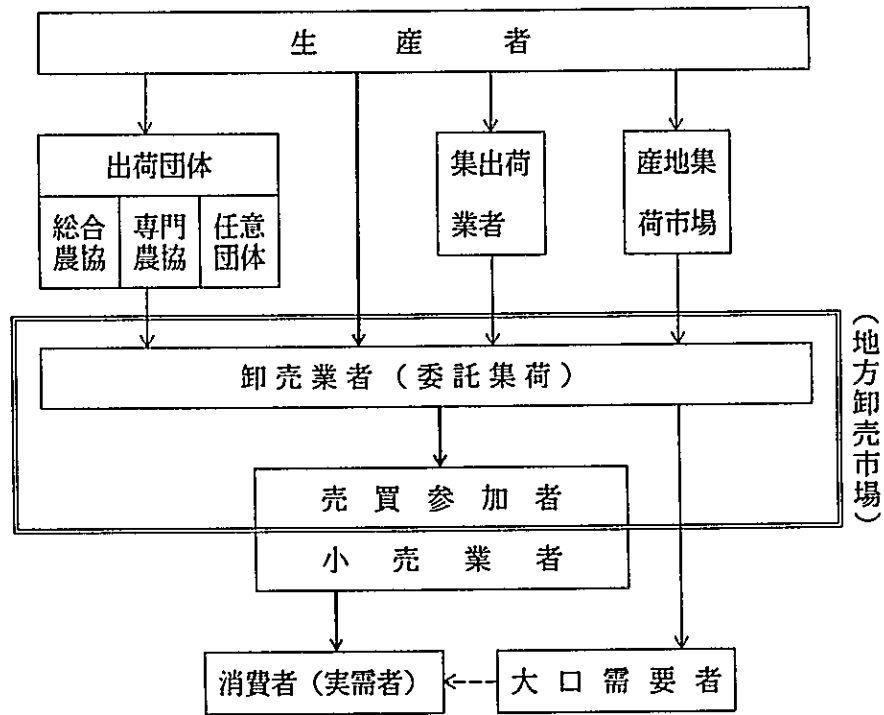 生産者
出荷団体
総合
農協
専門
農協
任意
団体
集出荷
業者
産地集
荷市場
卸売業者(委託集荷)
売買参加者
小売業者
消費者(実需者)
大口需要者
(地方卸売市場)